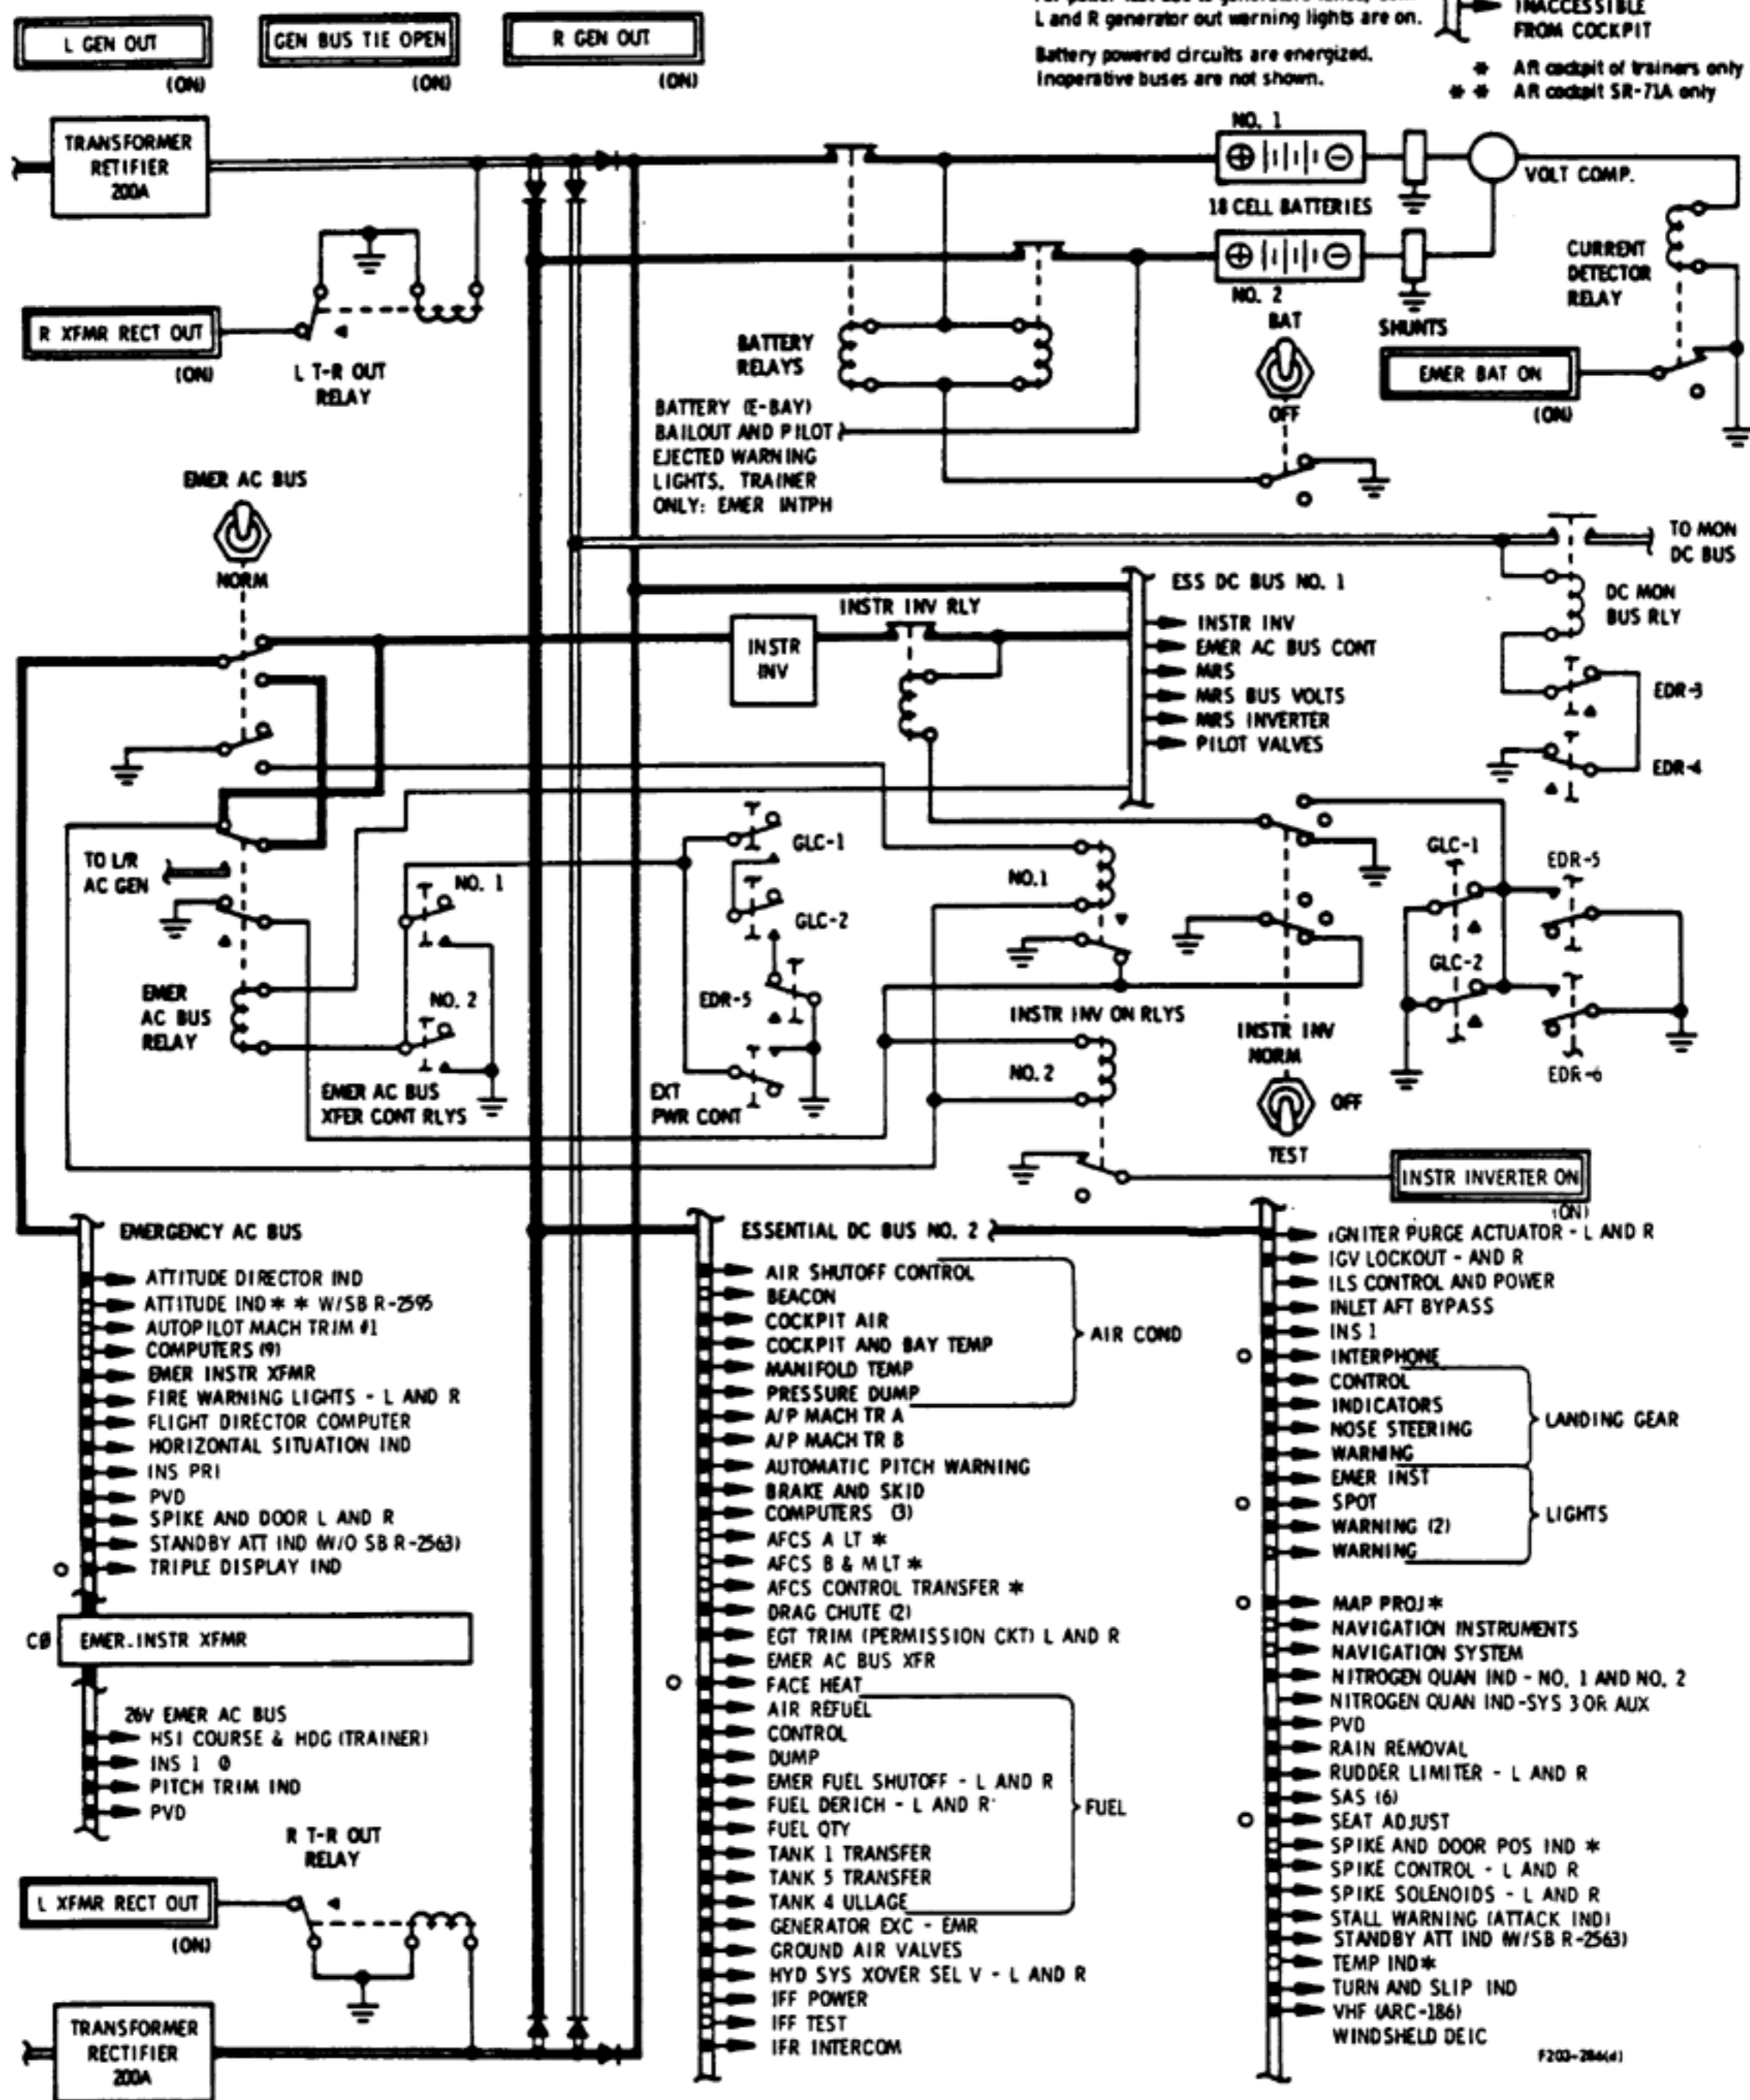 L and R generator out warning lights are on.
Battery powered circuits are energized.
Inoperative buses are not shown.
INACCESSIBLE
FROM COCKPIT
* Aft cockpit of trainers only
* * Aft cockpit SR-71A only
L GEN OUT
(ON)
GEN BUS TIE OPEN
(ON)
R GEN OUT
(ON)
TRANSFORMER
RETIFIER
200A
R XFMR RECT OUT
(ON)
L T-R OUT
RELAY
NO. 1
18 CELL BATTERIES
NO. 2
VOLT COMP.
CURRENT
DETECTOR
RELAY
SHUNTS
BATTERY
RELAYS
BAT
OFF
EMER BAT ON
(ON)
BATTERY (E-BAY)
BAILOUT AND PILOT
EJECTED WARNING
LIGHTS. TRAINER
ONLY: EMER INTPH
EMER AC BUS
NORM
TO MON
DC BUS
DC MON
BUS RLY
EDR-3
EDR-4
ESS DC BUS NO. 1
INSTR INV
EMER AC BUS CONT
MRS
MRS BUS VOLTS
MRS INVERTER
PILOT VALVES
INSTR INV RLY
INSTR
INV
TO L/R
AC GEN
EMER
AC BUS
RELAY
NO. 1
NO. 2
EMER AC BUS
XFER CONT RLYS
GLC-1
GLC-2
EDR-5
EXT
PWR CONT
NO.1
INSTR INV ON RLYS
NO. 2
INSTR INV
NORM
OFF
TEST
GLC-1
GLC-2
EDR-5
EDR-6
INSTR INVERTER ON
(ON)
EMERGENCY AC BUS
ATTITUDE DIRECTOR IND
ATTITUDE IND * * W/SB R-2595
AUTOPILOT MACH TRIM #1
COMPUTERS (9)
EMER INSTR XFMR
FIRE WARNING LIGHTS - L AND R
FLIGHT DIRECTOR COMPUTER
HORIZONTAL SITUATION IND
INS PRI
PVD
SPIKE AND DOOR L AND R
STANDBY ATT IND (W/O SB R-2563)
TRIPLE DISPLAY IND
CØ EMER. INSTR XFMR
26V EMER AC BUS
HSI COURSE & HDG (TRAINER)
INS 1 Ø
PITCH TRIM IND
PVD
R T-R OUT
RELAY
L XFMR RECT OUT
(ON)
TRANSFORMER
RECTIFIER
200A
ESSENTIAL DC BUS NO. 2
AIR SHUTOFF CONTROL
BEACON
COCKPIT AIR
COCKPIT AND BAY TEMP
MANIFOLD TEMP
PRESSURE DUMP
AIR COND
A/P MACH TR A
A/P MACH TR B
AUTOMATIC PITCH WARNING
BRAKE AND SKID
COMPUTERS (3)
AFCS A LT *
AFCS B & M LT *
AFCS CONTROL TRANSFER *
DRAG CHUTE (2)
EGT TRIM (PERMISSION CKT) L AND R
EMER AC BUS XFR
FACE HEAT
AIR REFUEL
CONTROL
DUMP
EMER FUEL SHUTOFF - L AND R
FUEL DERICH - L AND R
FUEL QTY
TANK 1 TRANSFER
TANK 5 TRANSFER
TANK 4 ULLAGE
FUEL
GENERATOR EXC - EMR
GROUND AIR VALVES
HYD SYS XOVER SEL V - L AND R
IFF POWER
IFF TEST
IFR INTERCOM
IGNITER PURGE ACTUATOR - L AND R
IGV LOCKOUT - AND R
ILS CONTROL AND POWER
INLET AFT BYPASS
INS 1
INTERPHONE
CONTROL
INDICATORS
NOSE STEERING
WARNING
LANDING GEAR
EMER INST
SPOT
WARNING (2)
WARNING
LIGHTS
MAP PROJ *
NAVIGATION INSTRUMENTS
NAVIGATION SYSTEM
NITROGEN QUAN IND - NO. 1 AND NO. 2
NITROGEN QUAN IND -SYS 3 OR AUX
PVD
RAIN REMOVAL
RUDDER LIMITER - L AND R
SAS (6)
SEAT ADJUST
SPIKE AND DOOR POS IND *
SPIKE CONTROL - L AND R
SPIKE SOLENOIDS - L AND R
STALL WARNING (ATTACK IND)
STANDBY ATT IND (W/SB R-2563)
TEMP IND *
TURN AND SLIP IND
VHF (ARC-186)
WINDSHELD DEIC
F203-286(d)